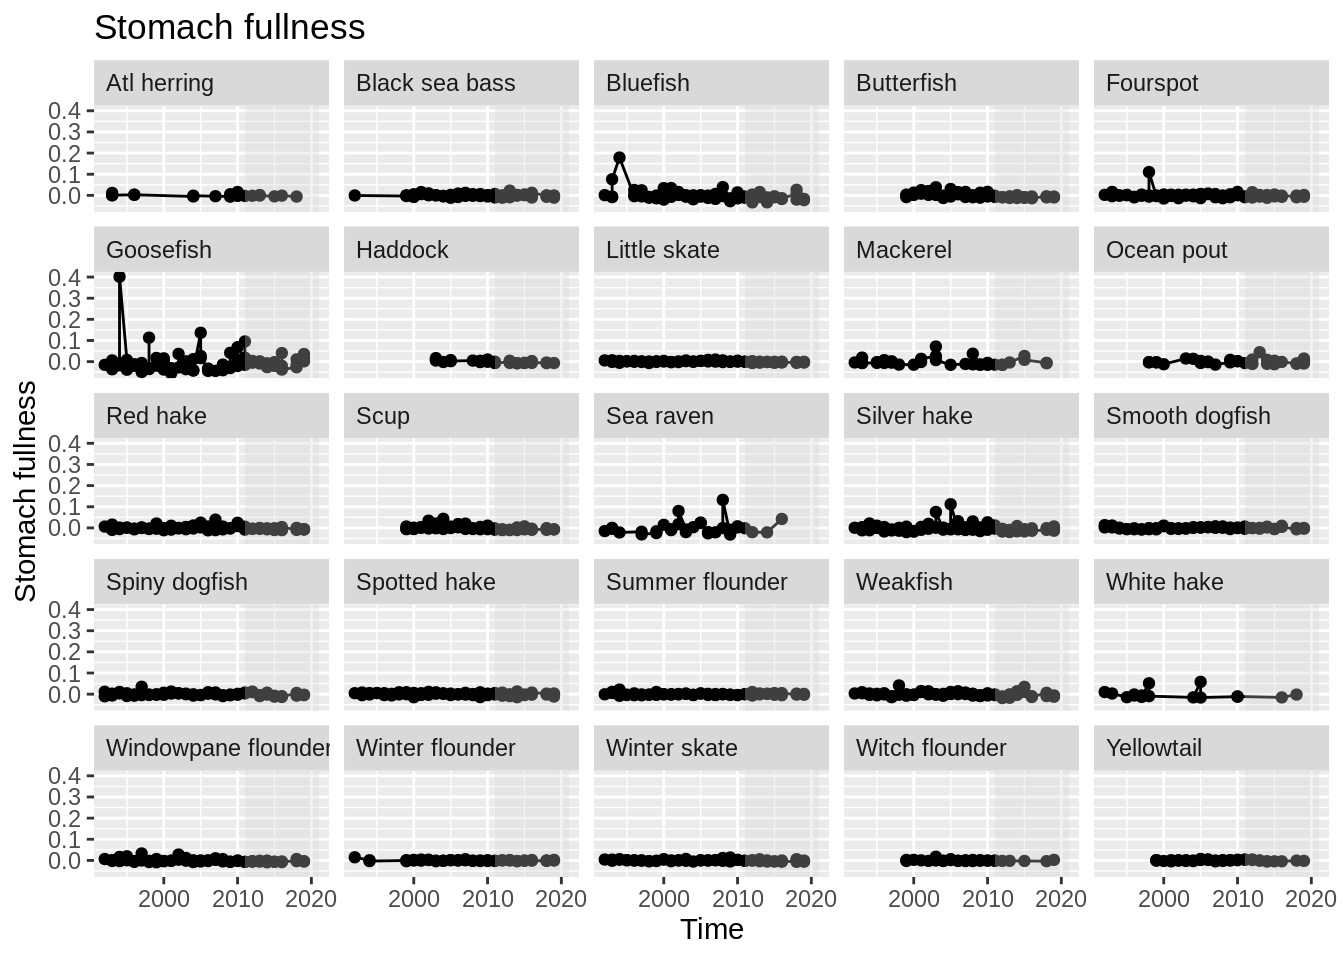 Stomach fullness
Atl herring Black sea bass Bluefish Butterfish Fourspot
0.4
0.3
0.2
0.1
0.0
Goosefish Haddock Little skate Mackerel Ocean pout
0.4
0.3
0.2
0.1
0.0
Red hake Scup Sea raven Silver hake Smooth dogfish
0.4
0.3
0.2
0.1
0.0
Stomach fullness
Spiny dogfish Spotted hake Summer flounder Weakfish White hake
0.4
0.3
0.2
0.1
0.0
Windowpane flounder Winter flounder Winter skate Witch flounder Yellowtail
0.4
0.3
0.2
0.1
0.0
2000 2010 2020 2000 2010 2020 2000 2010 2020 2000 2010 2020 2000 2010 2020
Time